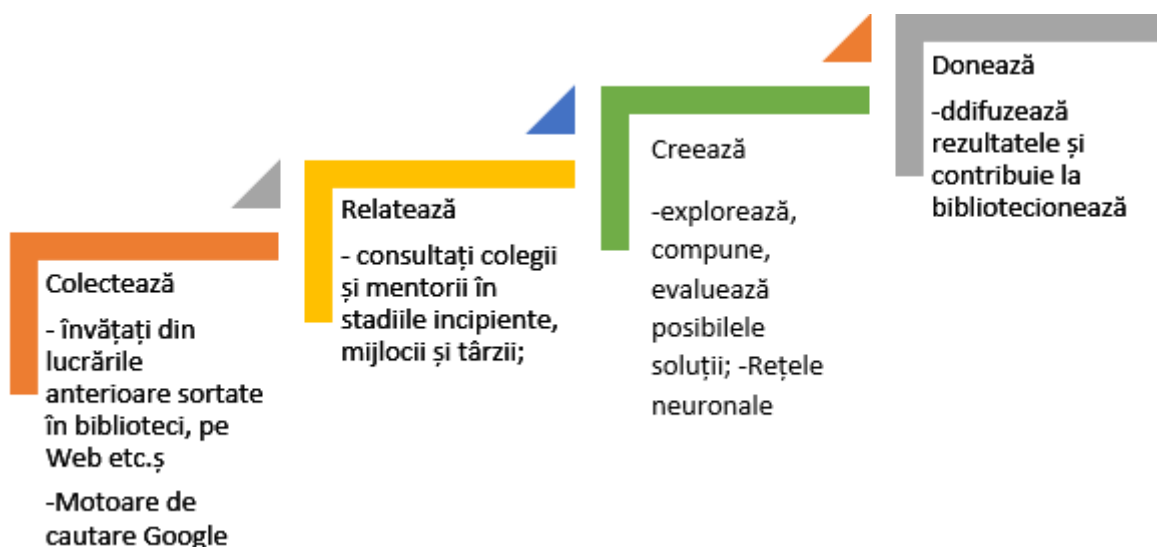 Colectează
- învățați din
lucrările
anterioare sortate
în biblioteci, pe
Web etc.ș
-Motoare de
cautare Google
Relatează
- consultați colegii
și mentorii în
stadiile incipiente,
mijlocii și târzii;
Creează
-explorează,
compune,
evaluează
posibilele
soluții; -Rețele
neuronale
Donează
-ddifuzează
rezultatele și
contribuie la
bibliotecionează